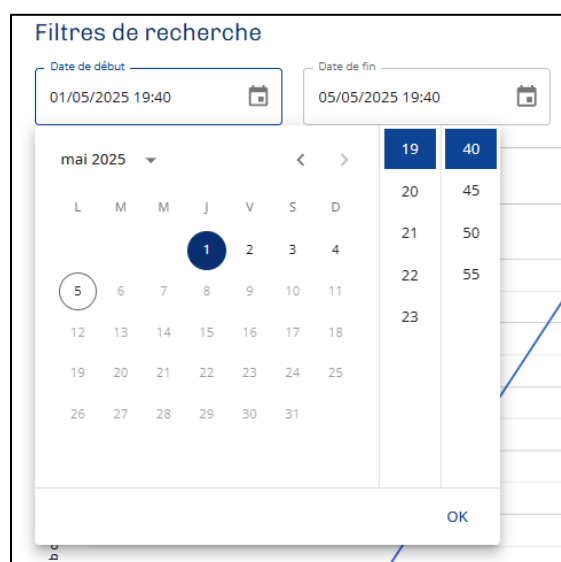 Filtres de recherche
Date de début
Date de fin
01/05/2025 19:40
05/05/2025 19:40
mai 2025
L M M J V S D
1 2 3 4
5 6 7 8 9 10 11
12 13 14 15 16 17 18
19 20 21 22 23 24 25
26 27 28 29 30 31
19 40
20 45
21 50
22 55
23
OK